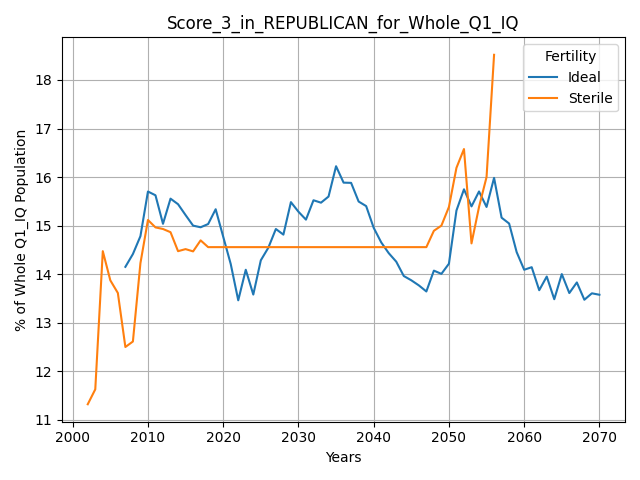 Score_3_in_REPUBLICAN_for_Whole_Q1_IQ
% of Whole Q1_IQ Population
18
17
16
15
14
13
12
11
Fertility
Ideal
Sterile
2000 2010 2020 2030 2040 2050 2060 2070
Years